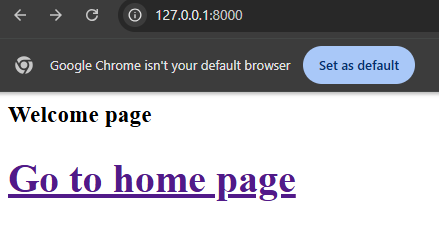 127.0.0.1:8000
Google Chrome isn't your default browser Set as default
Welcome page
Go to home page